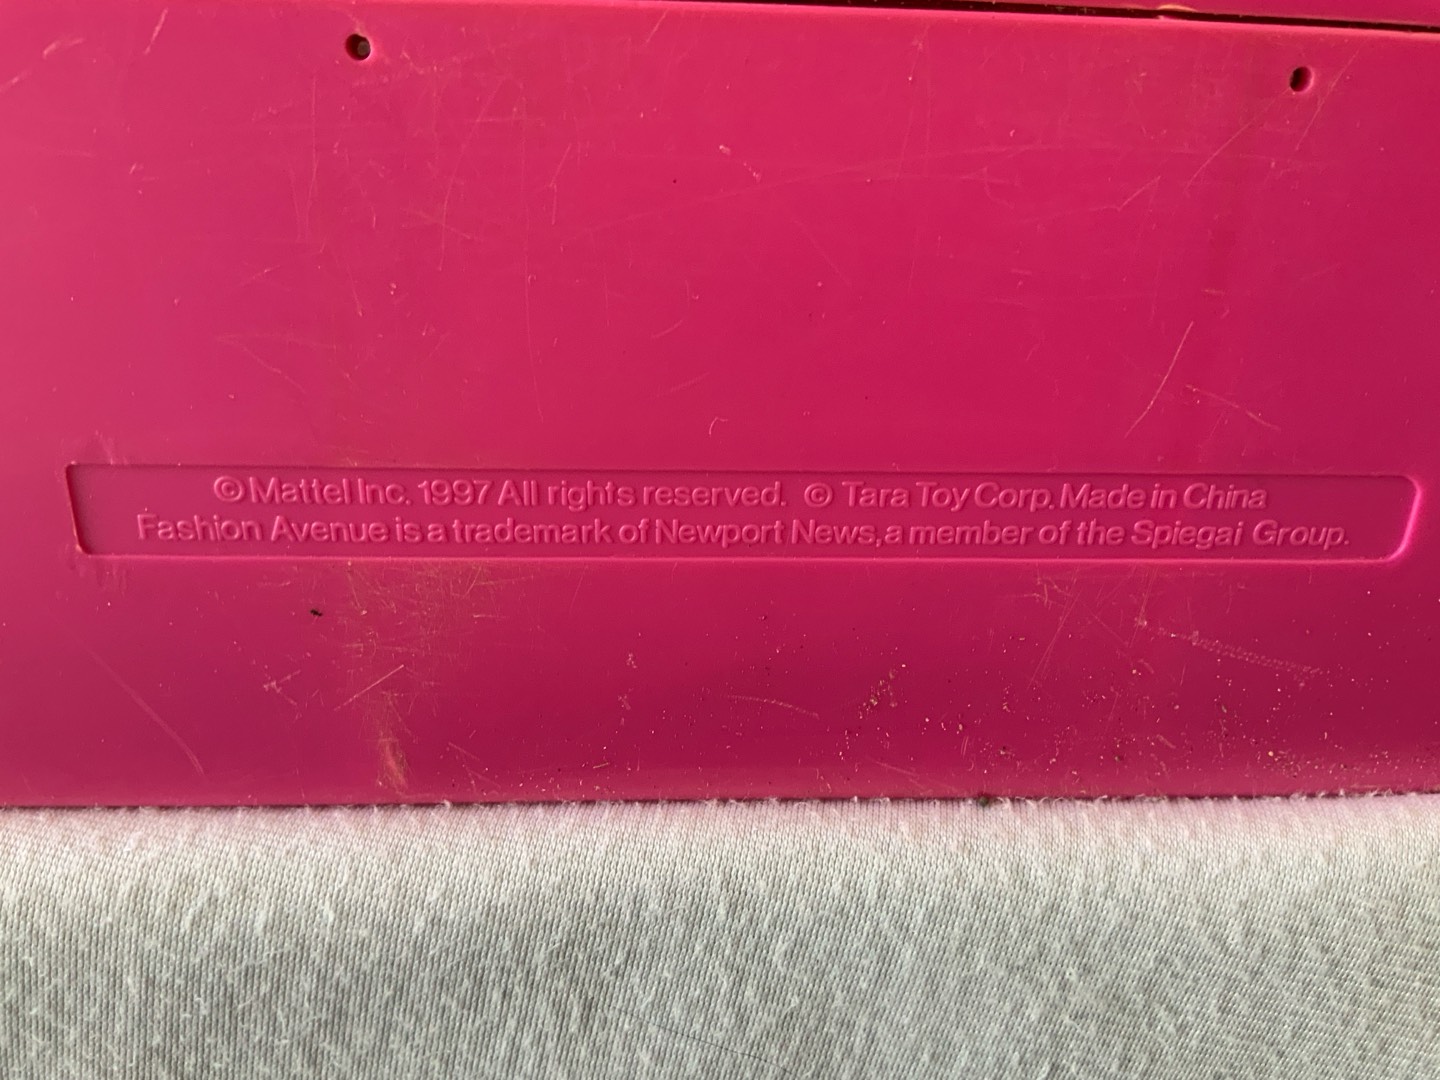 © Mattel Inc. 1997 All rights reserved. © Tara Toy Corp. Made in China
Fashion Avenue is a trademark of Newport News, a member of the Spiegai Group.